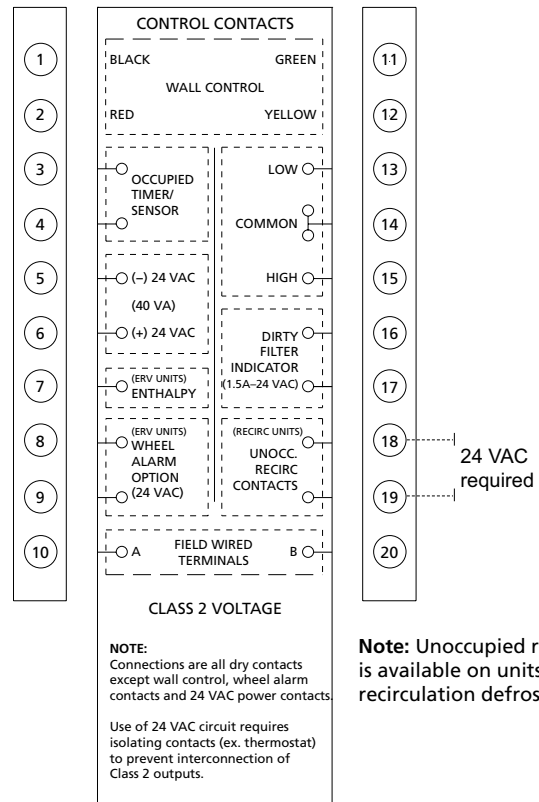 CONTROL CONTACTS
1
BLACK
GREEN
11
WALL CONTROL
2
RED
YELLOW
12
3
OCCUPIED
TIMER/
SENSOR
LOW
13
4
COMMON
14
5
(–) 24 VAC
HIGH
15
(40 VA)
6
(+) 24 VAC
DIRTY
FILTER
INDICATOR
(1.5A–24 VAC)
16
7
(ERV UNITS)
ENTHALPY
17
8
(ERV UNITS)
WHEEL
ALARM
OPTION
(24 VAC)
(RECIRC UNITS)
UNOCC.
RECIRC
CONTACTS
18
24 VAC
required
9
19
10
A
FIELD WIRED
TERMINALS
B
20
CLASS 2 VOLTAGE
NOTE:
Connections are all dry contacts
except wall control, wheel alarm
contacts and 24 VAC power contacts.
Use of 24 VAC circuit requires
isolating contacts (ex. thermostat)
to prevent interconnection of
Class 2 outputs.
Note: Unoccupied r
is available on units
recirculation defros